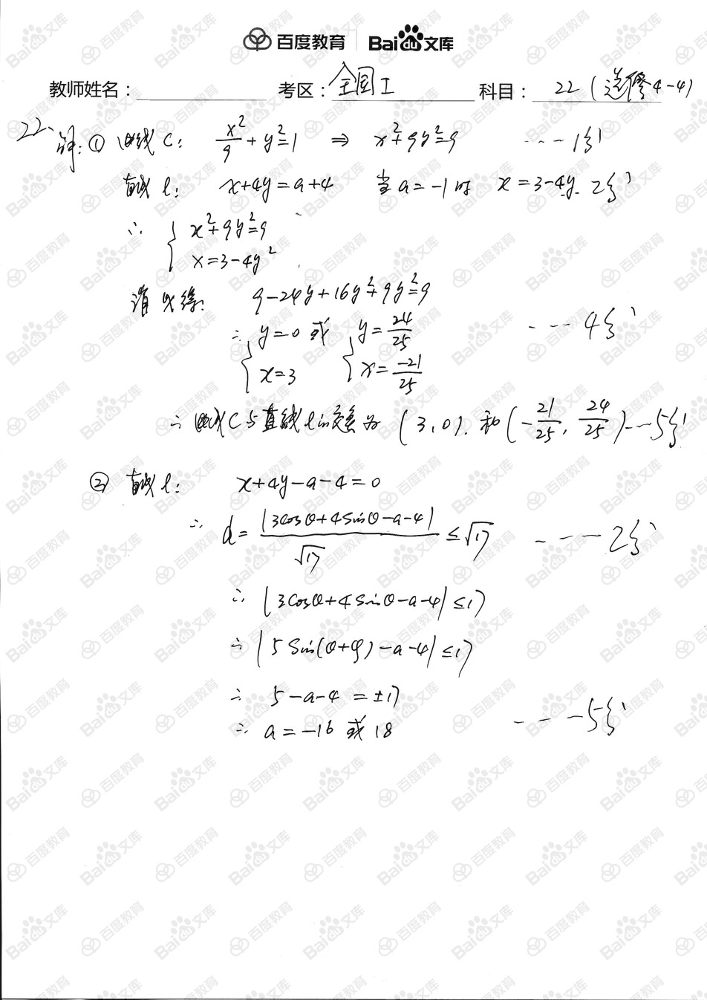 百度教育 Bai文库
教师姓名： 考区：全国I 科目：22（选修4-4）
22. 解：① 曲线C： x²/9 + y² = 1 ⇒ x²+9y²=9 ---1分
直线l： x+4y=a+4 当a=-1时 x=3-4y. 2分
∴ { x²+9y²=9
x=3-4y²
消x得： 9-24y+16y²+9y²=9
∴ { y=0 或 { y=24/25 ---4分
x=3 x=-21/25
∴ 曲线C与直线l的交点为 (3,0). 和 (-21/25, 24/25) ---5分
② 直线l： x+4y-a-4=0
∴ d= |3cosθ+4sinθ-a-4|/√17 ≤√17 ---2分
∴ |3cosθ+4sinθ-a-4|≤17
∴ |5sin(θ+φ)-a-4|≤17
∴ 5-a-4=±17
∴ a=-16 或 18 ---5分